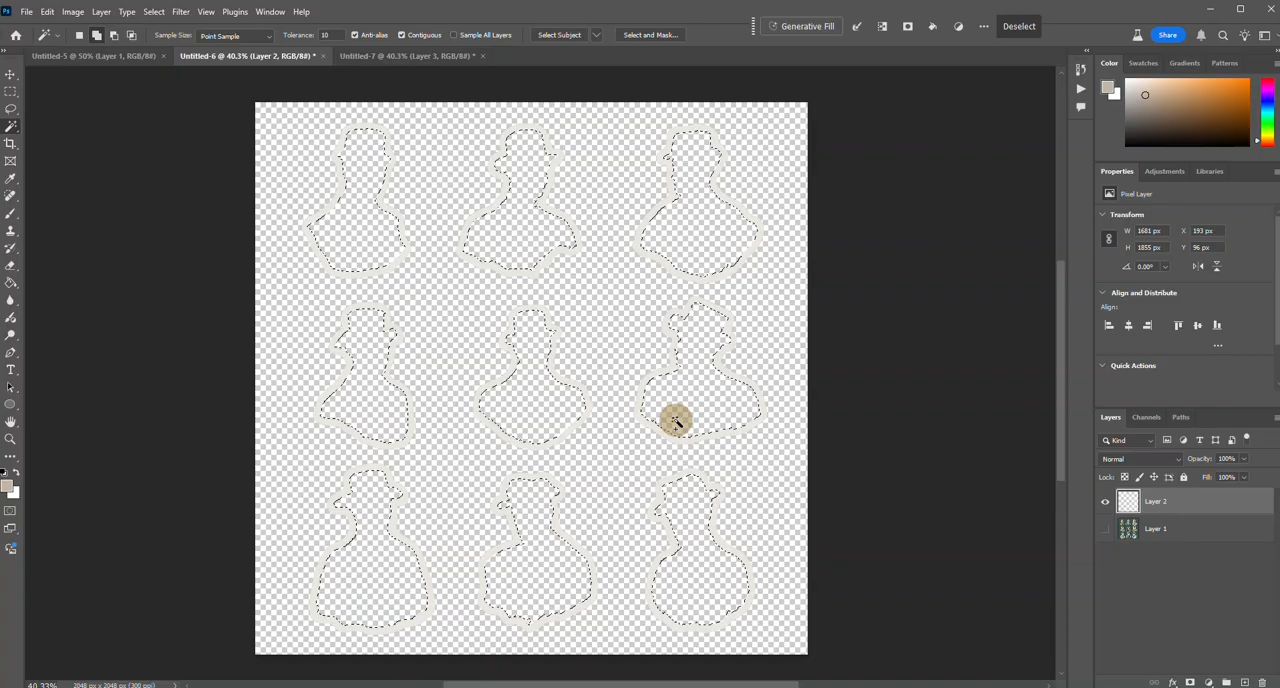 Ps File Edit Image Layer Type Select Filter View Plugins Window Help
Sample Size: Point Sample Tolerance: 10 Anti-alias Contiguous Sample All Layers Select Subject Select and Mask... Generative Fill Deselect Share
Untitled-5 @ 50% (Layer 1, RGB/8#) × Untitled-6 @ 40.3% (Layer 2, RGB/8#) * × Untitled-7 @ 40.3% (Layer 3, RGB/8#) * ×
Color Swatches Gradients Patterns
Properties Adjustments Libraries
Pixel Layer
Transform
W 1681 px X 193 px
H 1855 px Y 96 px
0.00°
Align and Distribute
Align:
Quick Actions
Layers Channels Paths
Kind
Normal Opacity: 100%
Lock: Fill: 100%
Layer 2
Layer 1
40.33% 2048 px x 2048 px (300 ppi)